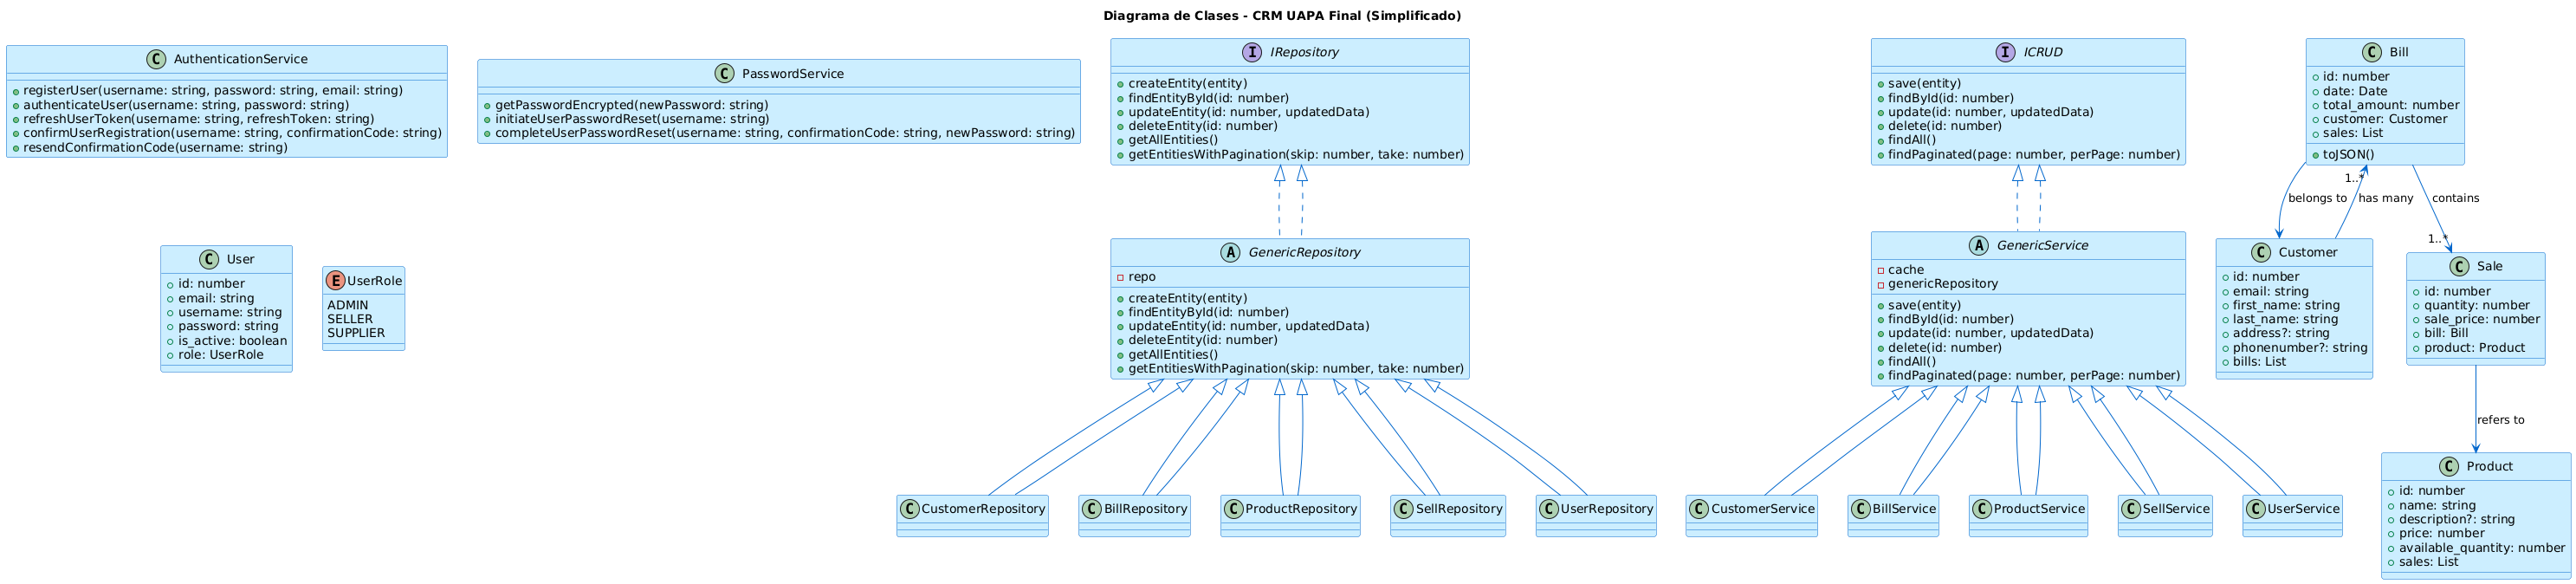 Diagrama de Clases - CRM UAPA Final (Simplificado)
C AuthenticationService
registerUser(username: string, password: string, email: string)
authenticateUser(username: string, password: string)
refreshUserToken(username: string, refreshToken: string)
confirmUserRegistration(username: string, confirmationCode: string)
resendConfirmationCode(username: string)
C PasswordService
getPasswordEncrypted(newPassword: string)
initiateUserPasswordReset(username: string)
completeUserPasswordReset(username: string, confirmationCode: string, newPassword: string)
I IRepository
createEntity(entity)
findEntityById(id: number)
updateEntity(id: number, updatedData)
deleteEntity(id: number)
getAllEntities()
getEntitiesWithPagination(skip: number, take: number)
I ICRUD
save(entity)
findById(id: number)
update(id: number, updatedData)
delete(id: number)
findAll()
findPaginated(page: number, perPage: number)
C Bill
id: number
date: Date
total_amount: number
customer: Customer
sales: List
toJSON()
1..*
belongs to
has many
contains
1..*
C User
id: number
email: string
username: string
password: string
is_active: boolean
role: UserRole
E UserRole
ADMIN
SELLER
SUPPLIER
A GenericRepository
repo
createEntity(entity)
findEntityById(id: number)
updateEntity(id: number, updatedData)
deleteEntity(id: number)
getAllEntities()
getEntitiesWithPagination(skip: number, take: number)
A GenericService
cache
genericRepository
save(entity)
findById(id: number)
update(id: number, updatedData)
delete(id: number)
findAll()
findPaginated(page: number, perPage: number)
C Customer
id: number
email: string
first_name: string
last_name: string
address?: string
phonenumber?: string
bills: List
C Sale
id: number
quantity: number
sale_price: number
bill: Bill
product: Product
refers to
C CustomerRepository
C BillRepository
C ProductRepository
C SellRepository
C UserRepository
C CustomerService
C BillService
C ProductService
C SellService
C UserService
C Product
id: number
name: string
description?: string
price: number
available_quantity: number
sales: List